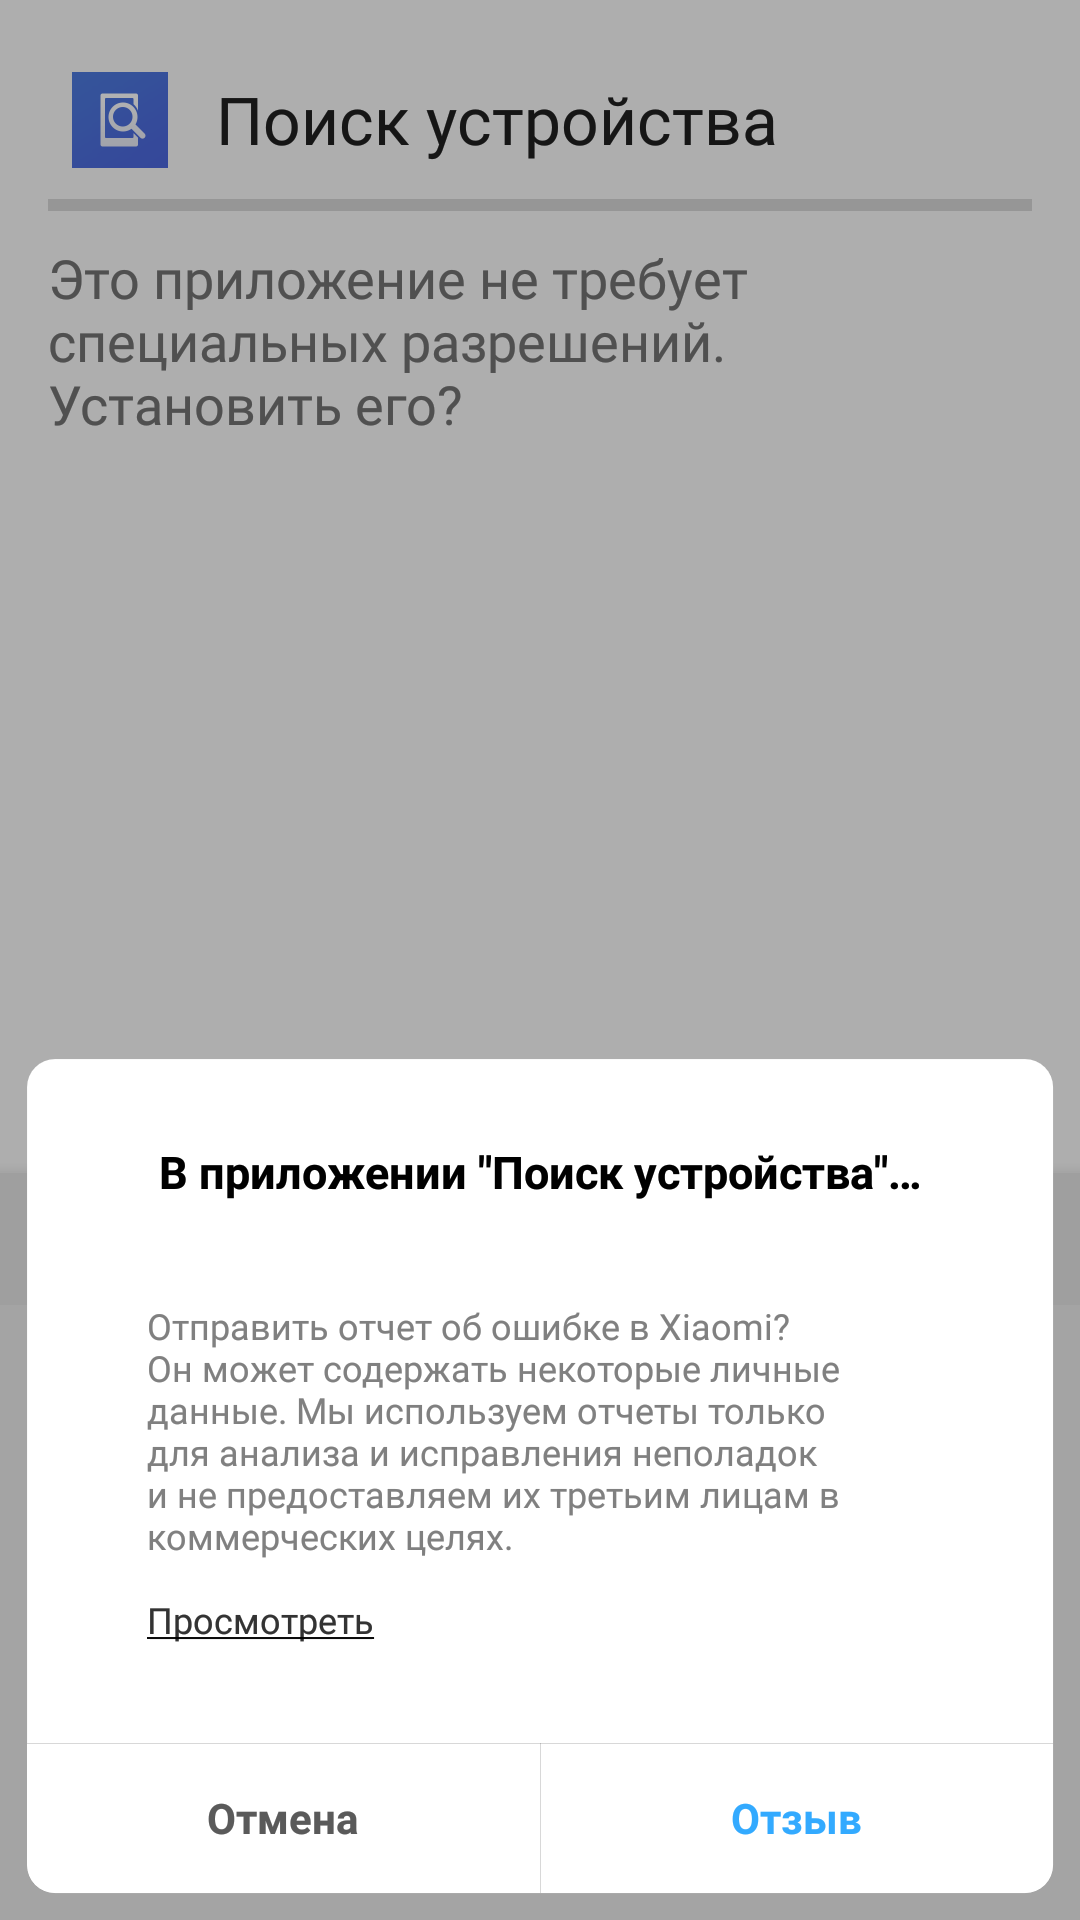 Поиск устройства
Это приложение не требует
специальных разрешений.
Установить его?
В приложении "Поиск устройства"...
Отправить отчет об ошибке в Xiaomi?
Он может содержать некоторые личные
данные. Мы используем отчеты только
для анализа и исправления неполадок
и не предоставляем их третьим лицам в
коммерческих целях.
Просмотреть
Отмена
Отзыв